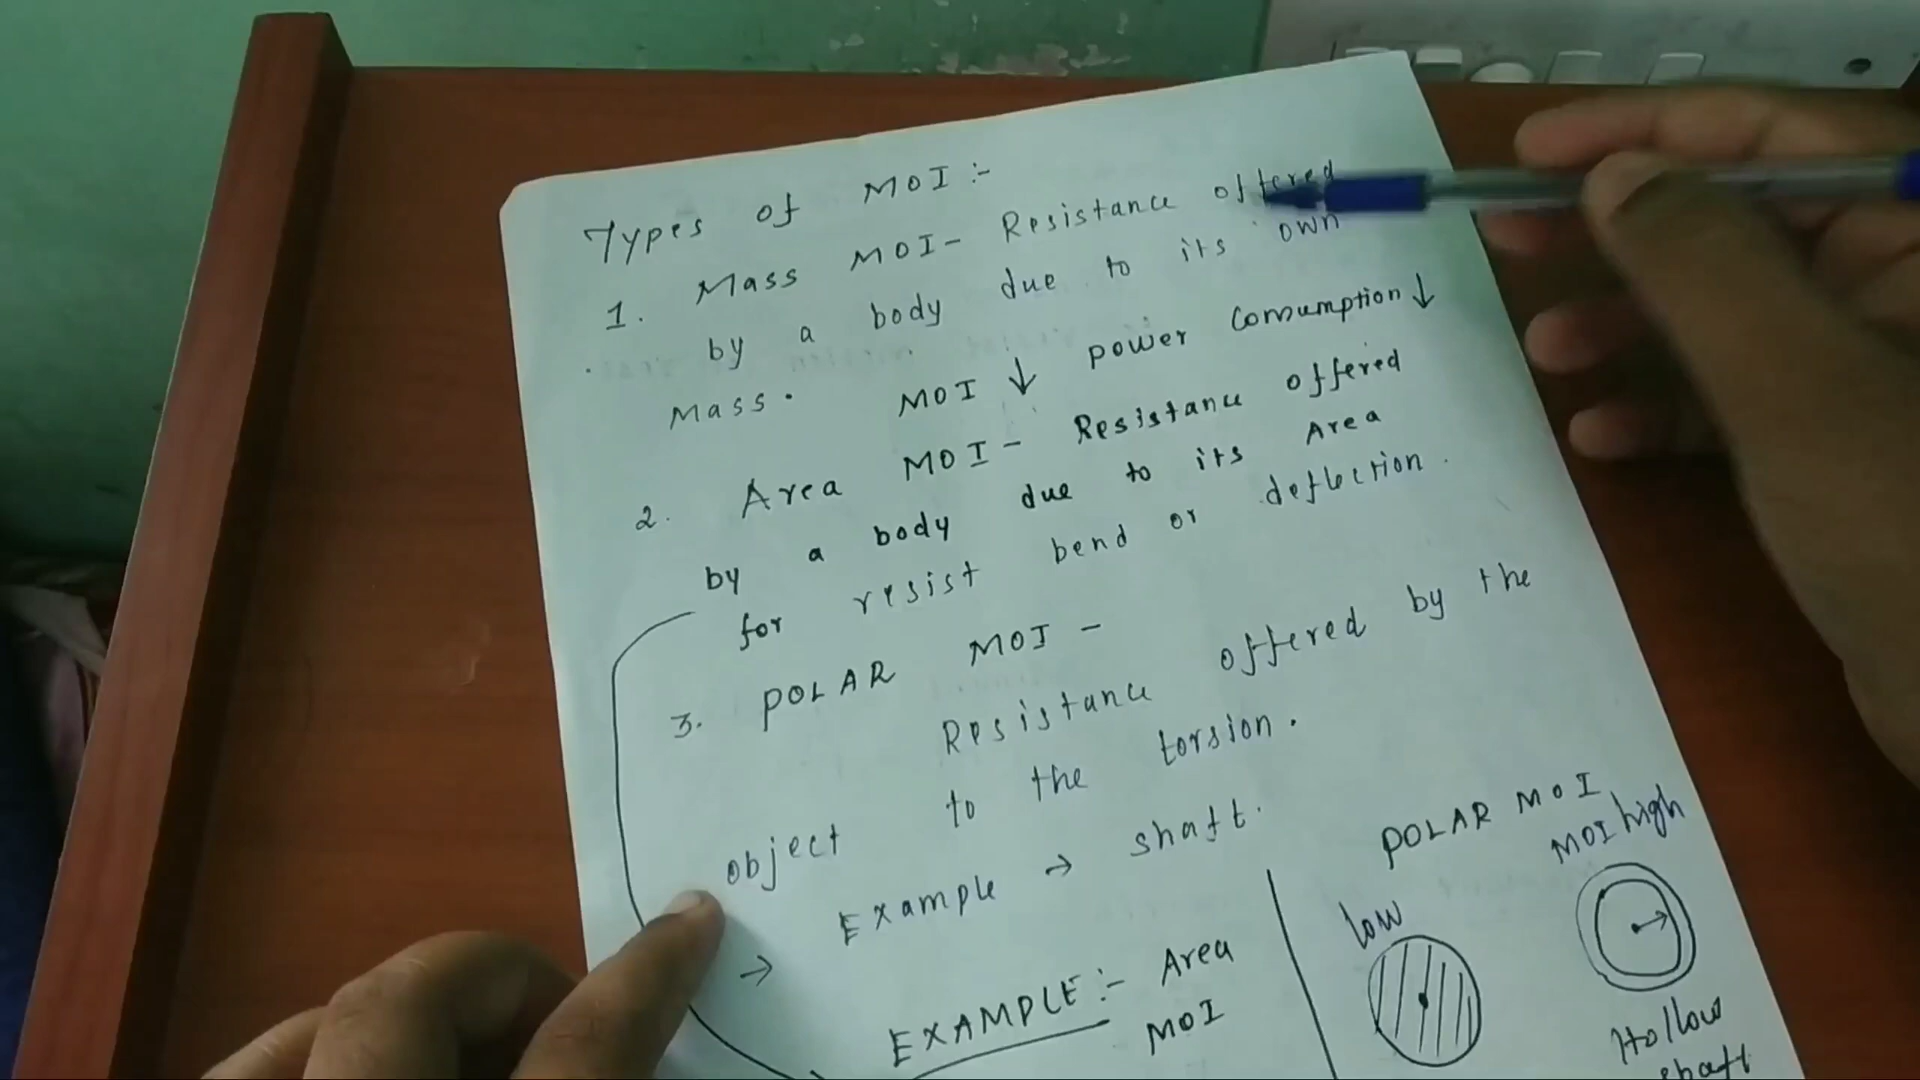 Types of MOI :-
1. Mass MOI - Resistance offered
by a body due to its own
Mass. MOI ↓ power consumption ↓
2. Area MOI - Resistance offered
by a body due to its Area
for resist bend or deflection.
3. POLAR MOI -
Resistance offered by the
object to the torsion.
Example → shaft.
→ EXAMPLE :- Area
MOI
POLAR MOI
low
MOI high
Hollow
shaft